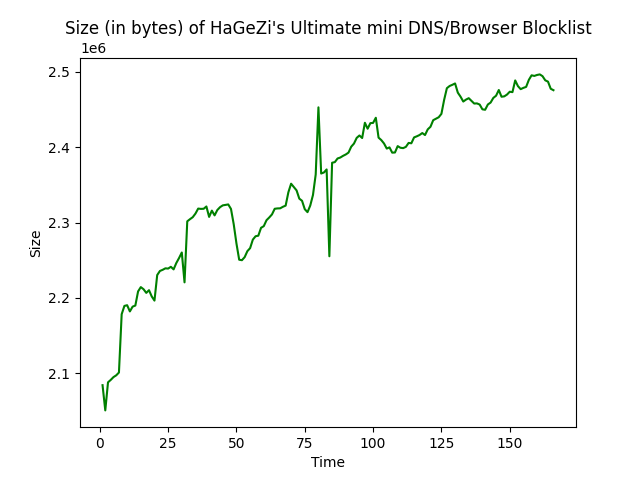 Size (in bytes) of HaGeZi's Ultimate mini DNS/Browser Blocklist
1e6
2.5
2.4
2.3
2.2
2.1
Size
0 25 50 75 100 125 150
Time